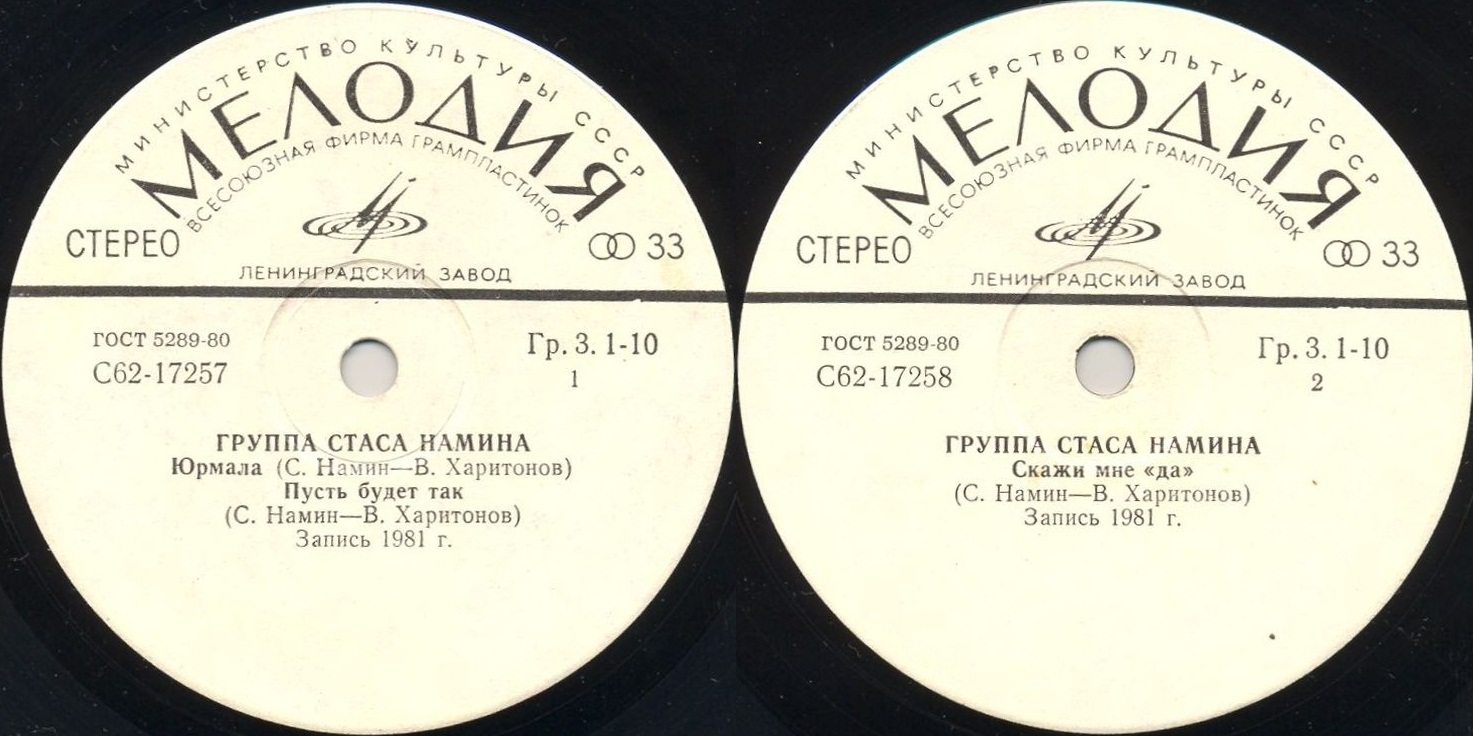 МИНИСТЕРСТВО КУЛЬТУРЫ СССР
МЕЛОДИЯ
ВСЕСОЮЗНАЯ ФИРМА ГРАМПЛАСТИНОК
СТЕРЕО
33
ЛЕНИНГРАДСКИЙ ЗАВОД
ГОСТ 5289-80
Гр. 3. 1-10
С62-17257
1
ГРУППА СТАСА НАМИНА
Юрмала (С. Намин—В. Харитонов)
Пусть будет так
(С. Намин—В. Харитонов)
Запись 1981 г.
МИНИСТЕРСТВО КУЛЬТУРЫ СССР
МЕЛОДИЯ
ВСЕСОЮЗНАЯ ФИРМА ГРАМПЛАСТИНОК
СТЕРЕО
33
ЛЕНИНГРАДСКИЙ ЗАВОД
ГОСТ 5289-80
Гр. 3. 1-10
С62-17258
2
ГРУППА СТАСА НАМИНА
Скажи мне «да»
(С. Намин—В. Харитонов)
Запись 1981 г.